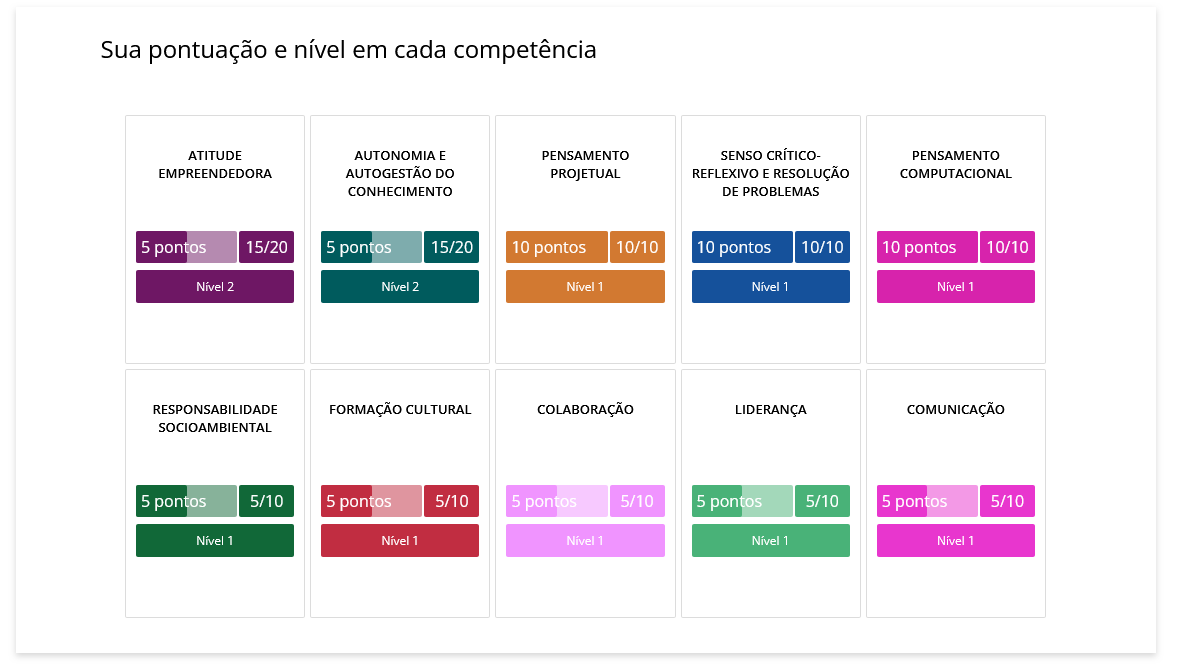 Sua pontuação e nível em cada competência
ATITUDE
EMPREENDEDORA
5 pontos 15/20
Nível 2
AUTONOMIA E
AUTOGESTÃO DO
CONHECIMENTO
5 pontos 15/20
Nível 2
PENSAMENTO
PROJETUAL
10 pontos 10/10
Nível 1
SENSO CRÍTICO-
REFLEXIVO E RESOLUÇÃO
DE PROBLEMAS
10 pontos 10/10
Nível 1
PENSAMENTO
COMPUTACIONAL
10 pontos 10/10
Nível 1
RESPONSABILIDADE
SOCIOAMBIENTAL
5 pontos 5/10
Nível 1
FORMAÇÃO CULTURAL
5 pontos 5/10
Nível 1
COLABORAÇÃO
5 pontos 5/10
Nível 1
LIDERANÇA
5 pontos 5/10
Nível 1
COMUNICAÇÃO
5 pontos 5/10
Nível 1